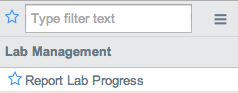 Type filter text
Lab Management
Report Lab Progress